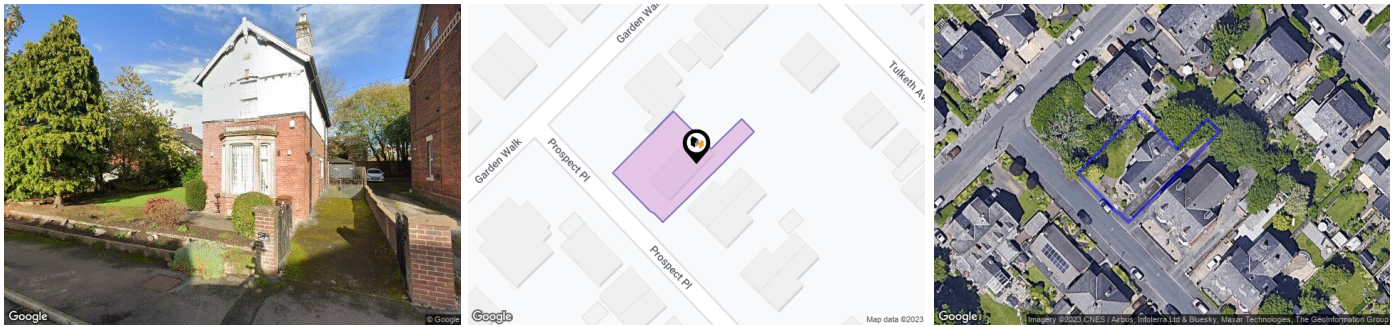 Google
© Google
Garden Walk
Garden Walk
Prospect Pl
Prospect Pl
Tulketh Av
Google
Map data ©2023
Google
Imagery ©2023 CNES / Airbus, Infoterra Ltd & Bluesky, Maxar Technologies, The GeoInformation Group